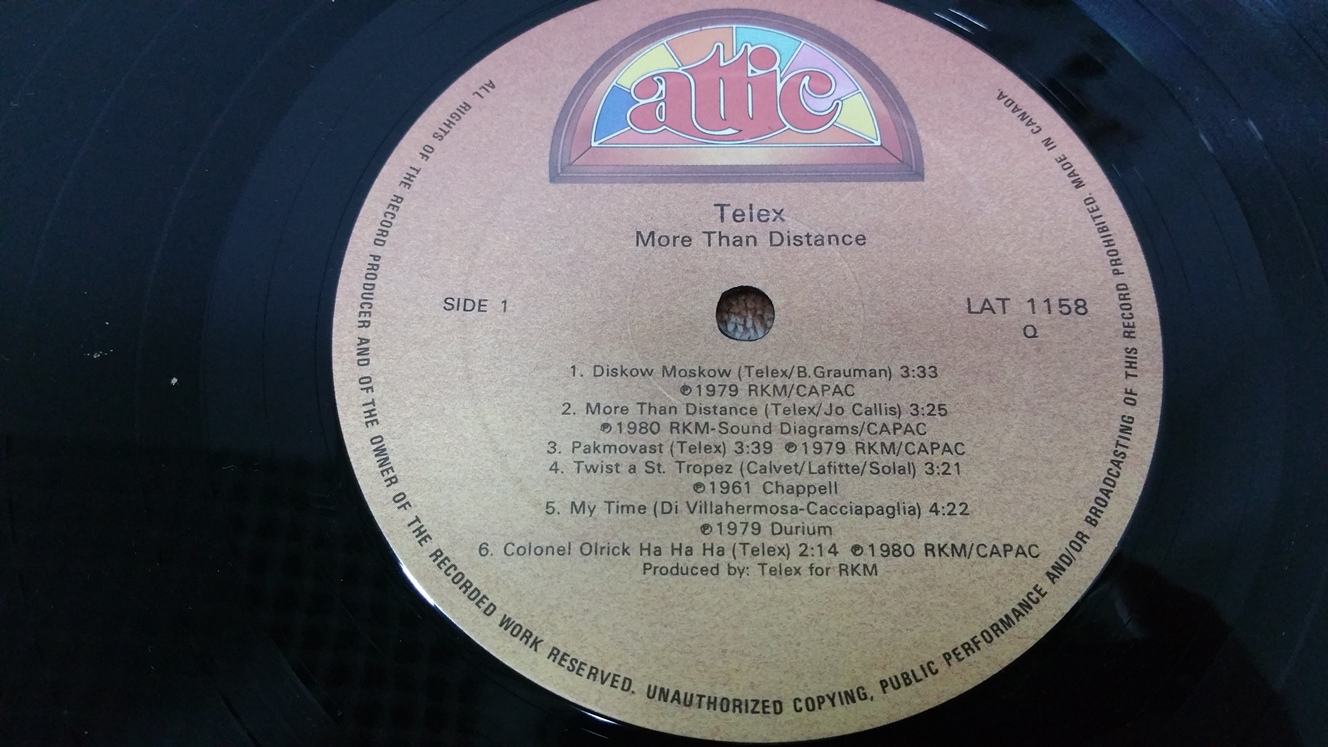 attic
Telex
More Than Distance
SIDE 1
LAT 1158
Q
1. Diskow Moskow (Telex/B.Grauman) 3:33
℗1979 RKM/CAPAC
2. More Than Distance (Telex/Jo Callis) 3:25
℗1980 RKM-Sound Diagrams/CAPAC
3. Pakmovast (Telex) 3:39 ℗1979 RKM/CAPAC
4. Twist a St. Tropez (Calvet/Lafitte/Solal) 3:21
℗1961 Chappell
5. My Time (Di Villahermosa-Cacciapaglia) 4:22
℗1979 Durium
6. Colonel Olrick Ha Ha Ha (Telex) 2:14 ℗1980 RKM/CAPAC
Produced by: Telex for RKM
ALL RIGHTS OF THE RECORD PRODUCER AND OF THE OWNER OF THE RECORDED WORK RESERVED. UNAUTHORIZED COPYING, PUBLIC PERFORMANCE AND/OR BROADCASTING OF THIS RECORD PROHIBITED. MADE IN CANADA.